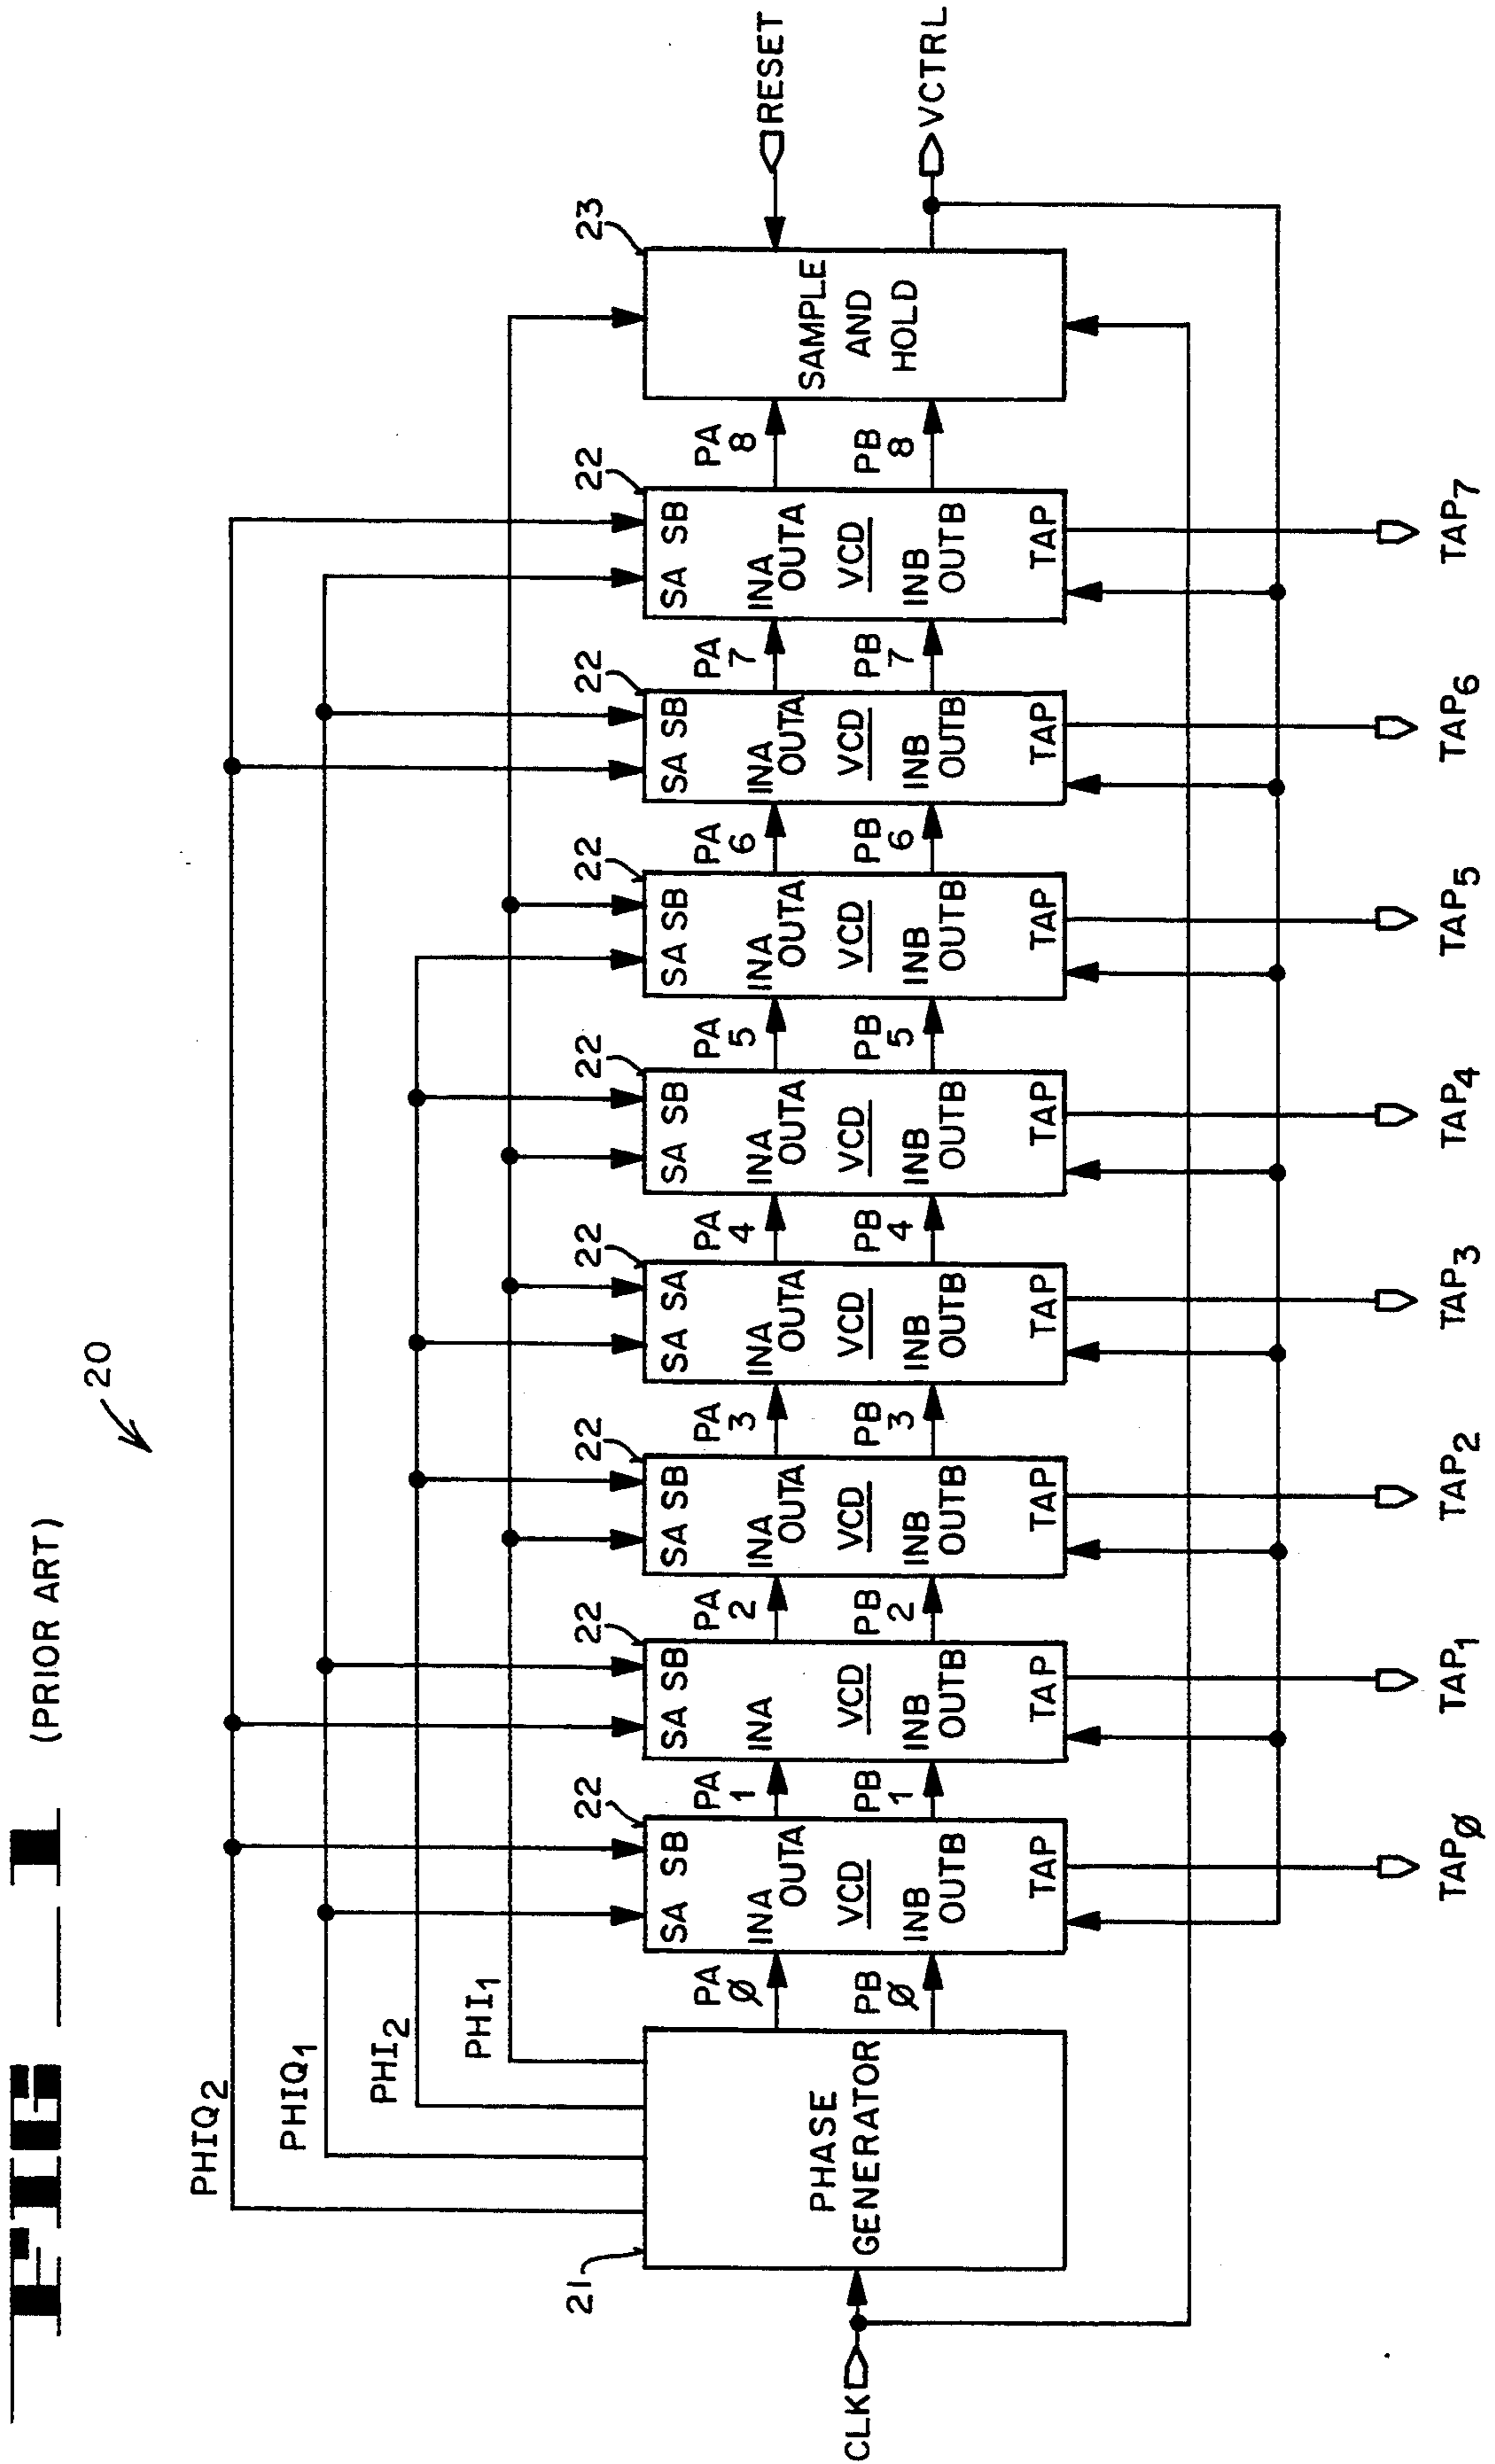 FIG _ 1 (PRIOR ART)
20
PHIQ2
PHIQ1
PHI2
PHI1
21
22
22
22
22
22
22
22
22
23
CLK
PHASE
GENERATOR
PA
Ø
PB
Ø
SA SB
INA
OUTA
VCD
INB
OUTB
TAP
PA
1
PB
1
SA SB
INA
VCD
INB
OUTB
TAP
PA
2
PB
2
SA SB
INA
OUTA
VCD
INB
OUTB
TAP
PA
3
PB
3
SA SA
INA
OUTA
VCD
INB
OUTB
TAP
PA
4
PB
4
SA SB
INA
OUTA
VCD
INB
OUTB
TAP
PA
5
PB
5
SA SB
INA
OUTA
VCD
INB
OUTB
TAP
PA
6
PB
6
SA SB
INA
OUTA
VCD
INB
OUTB
TAP
PA
7
PB
7
SA SB
INA
OUTA
VCD
INB
OUTB
TAP
PA
8
PB
8
SAMPLE
AND
HOLD
RESET
VCTRL
TAPØ
TAP1
TAP2
TAP3
TAP4
TAP5
TAP6
TAP7